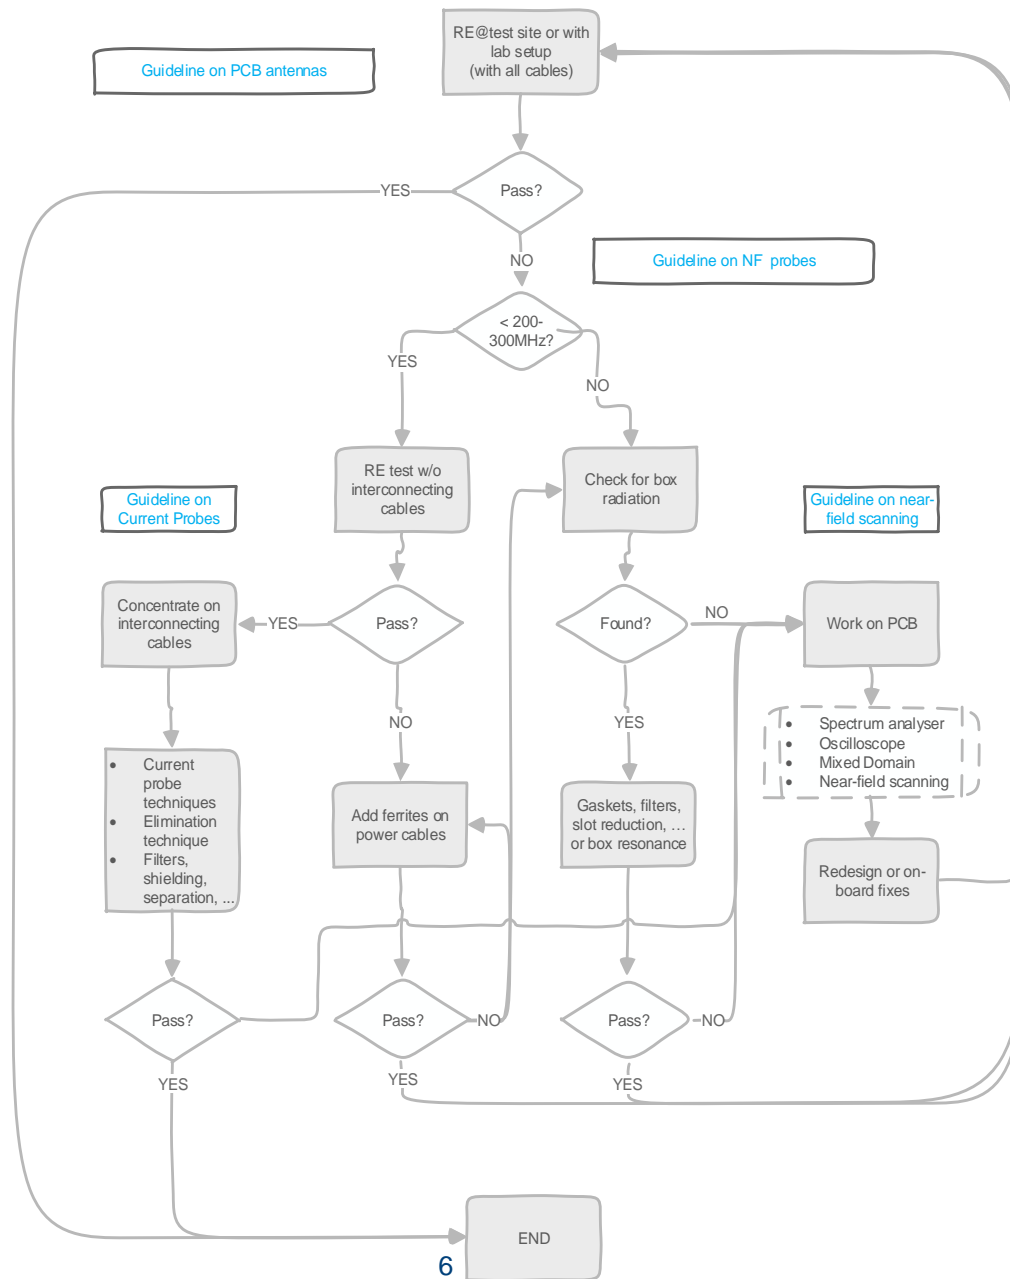 RE@test site or with
lab setup
(with all cables)
Guideline on PCB antennas
Pass?
YES
NO
Guideline on NF probes
< 200-
300MHz?
YES
NO
RE test w/o
interconnecting
cables
Check for box
radiation
Guideline on
Current Probes
Guideline on near-
field scanning
Concentrate on
interconnecting
cables
YES
Pass?
Found?
NO
Work on PCB
NO
YES
• Spectrum analyser
• Oscilloscope
• Mixed Domain
• Near-field scanning
• Current
probe
techniques
• Elimination
technique
• Filters,
shielding,
separation, ...
Add ferrites on
power cables
Gaskets, filters,
slot reduction, …
or box resonance
Redesign or on-
board fixes
Pass?
Pass?
NO
Pass?
NO
YES
YES
YES
END
6